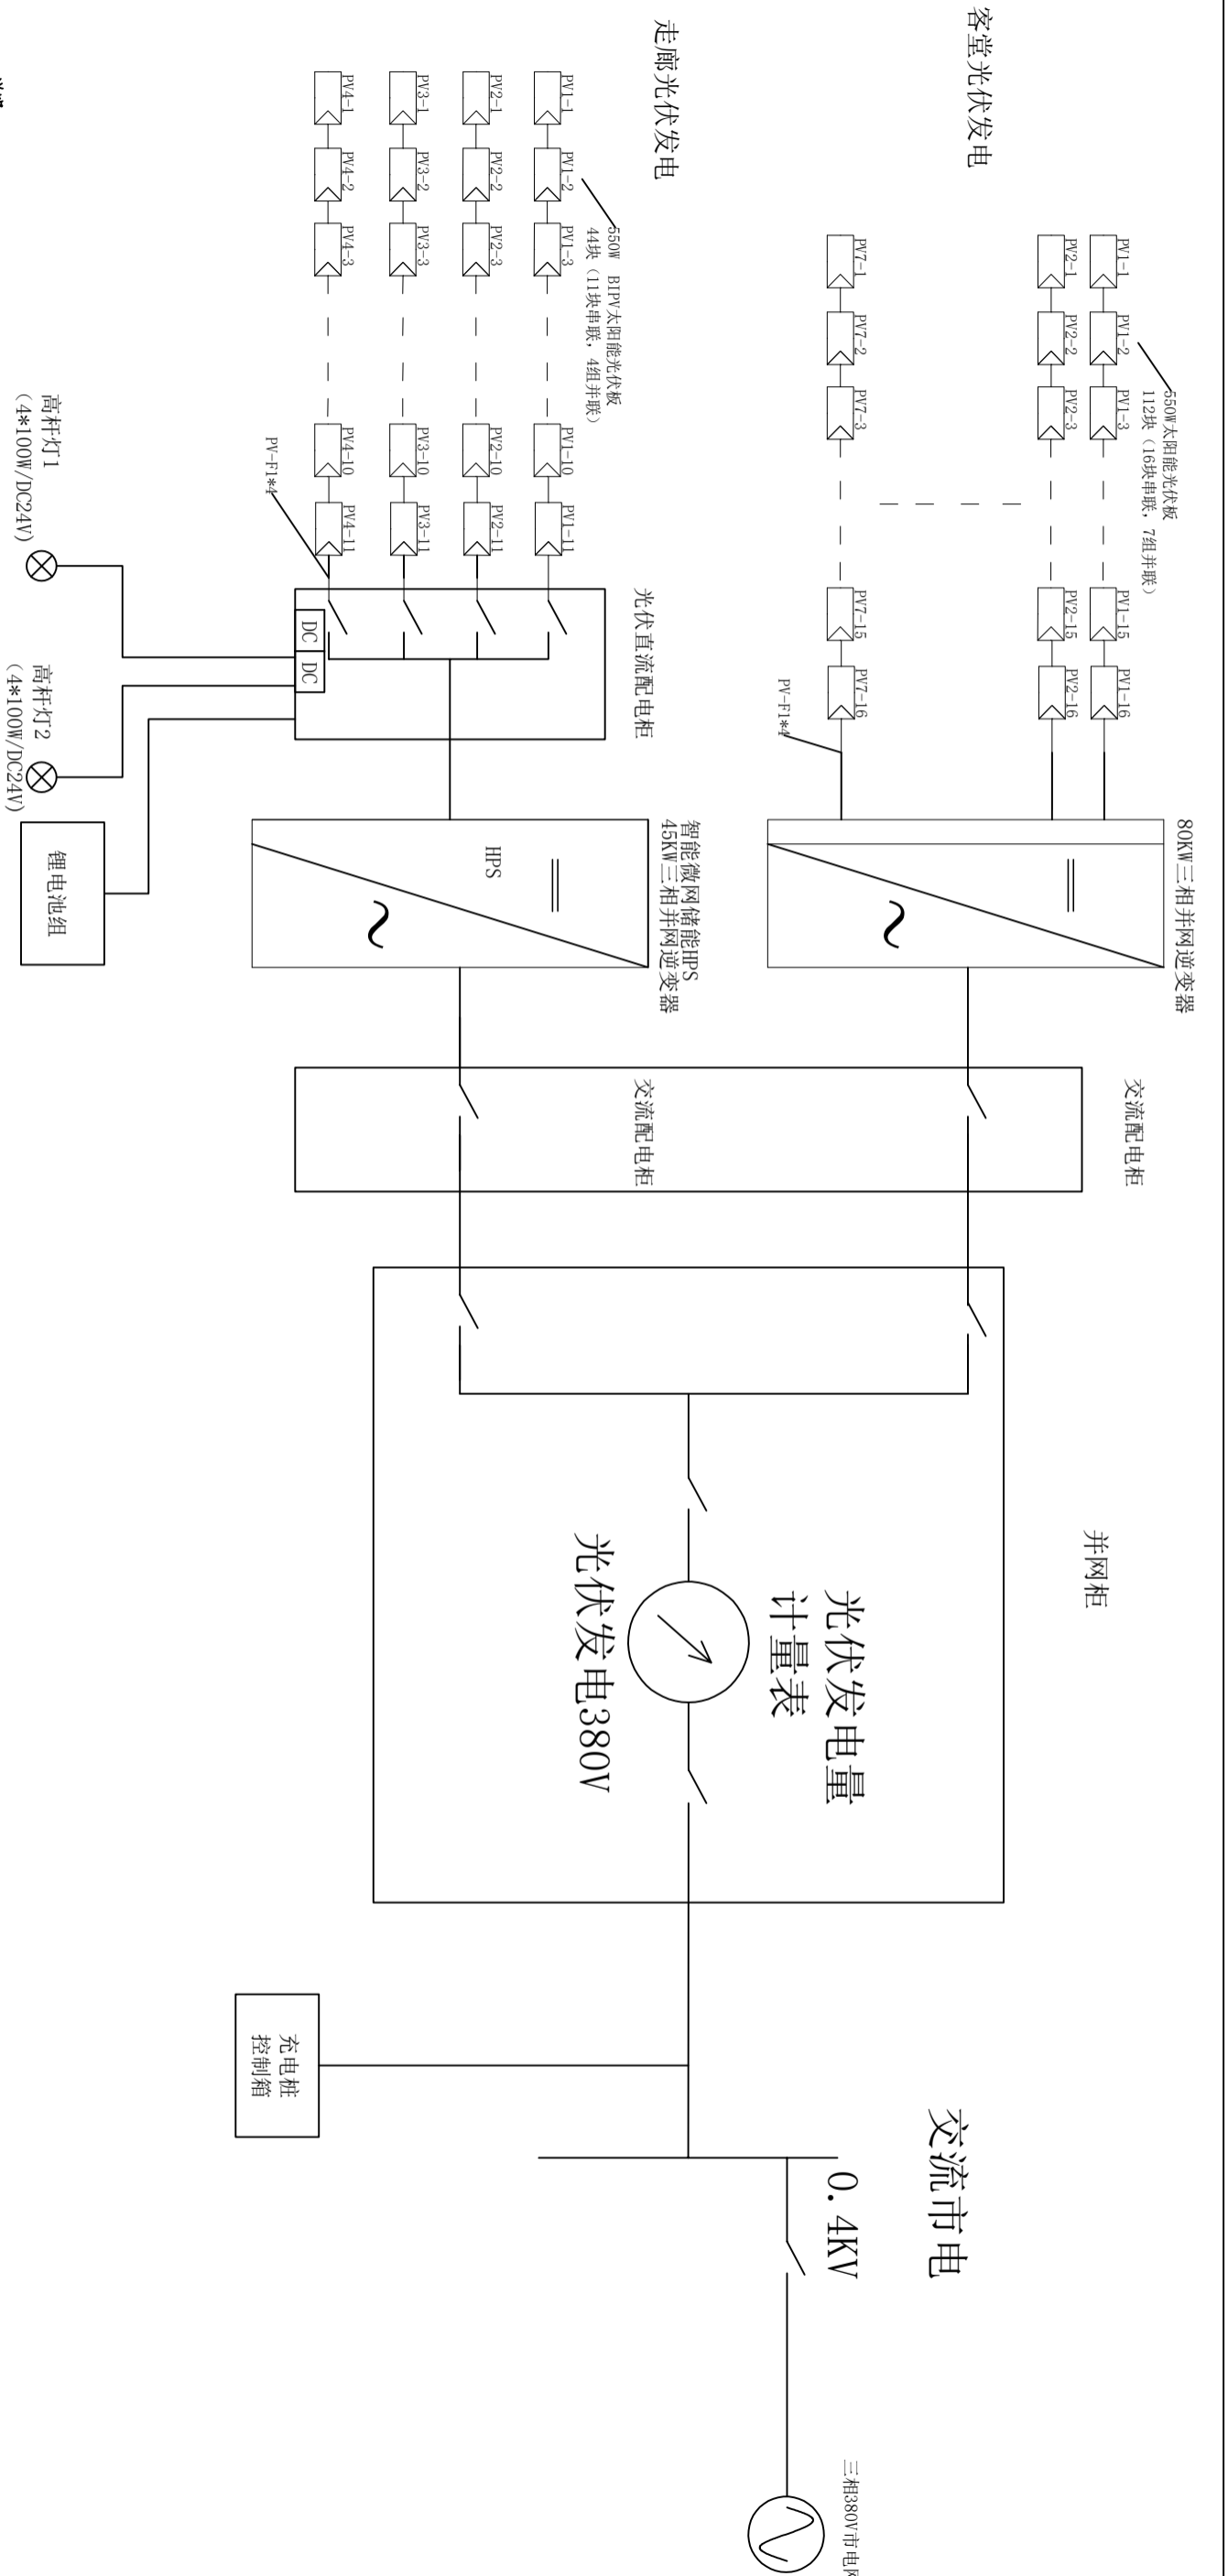 客堂光伏发电
PV1-1
PV1-2
PV1-3
PV1-15
PV1-16
550W太阳能光伏板
112块（16块串联，7组并联）
PV2-1
PV2-2
PV2-3
PV2-15
PV2-16
PV7-1
PV7-2
PV7-3
PV7-15
PV7-16
PV-F1*4
80KW三相并网逆变器
交流配电柜
并网柜
走廊光伏发电
550W BIPV太阳能光伏板
44块（11块串联，4组并联）
PV1-1
PV1-2
PV1-3
PV1-10
PV1-11
PV2-1
PV2-2
PV2-3
PV2-10
PV2-11
PV3-1
PV3-2
PV3-3
PV3-10
PV3-11
PV4-1
PV4-2
PV4-3
PV4-10
PV4-11
PV-F1*4
光伏直流配电柜
DC
DC
智能微网储能HPS
45KW三相并网逆变器
HPS
交流配电柜
光伏发电量
计量表
光伏发电380V
交流市电
0.4KV
三相380V市电
充电桩
控制箱
高杆灯1
（4*100W/DC24V）
高杆灯2
（4*100W/DC24V）
锂电池组